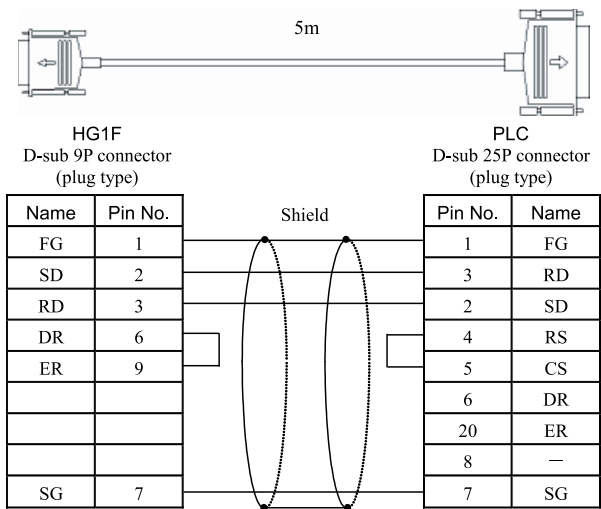 5m
HG1F
D-sub 9P connector
(plug type)
PLC
D-sub 25P connector
(plug type)
Name Pin No. Shield Pin No. Name
FG 1 1 FG
SD 2 3 RD
RD 3 2 SD
DR 6 4 RS
ER 9 5 CS
6 DR
20 ER
8 —
SG 7 7 SG